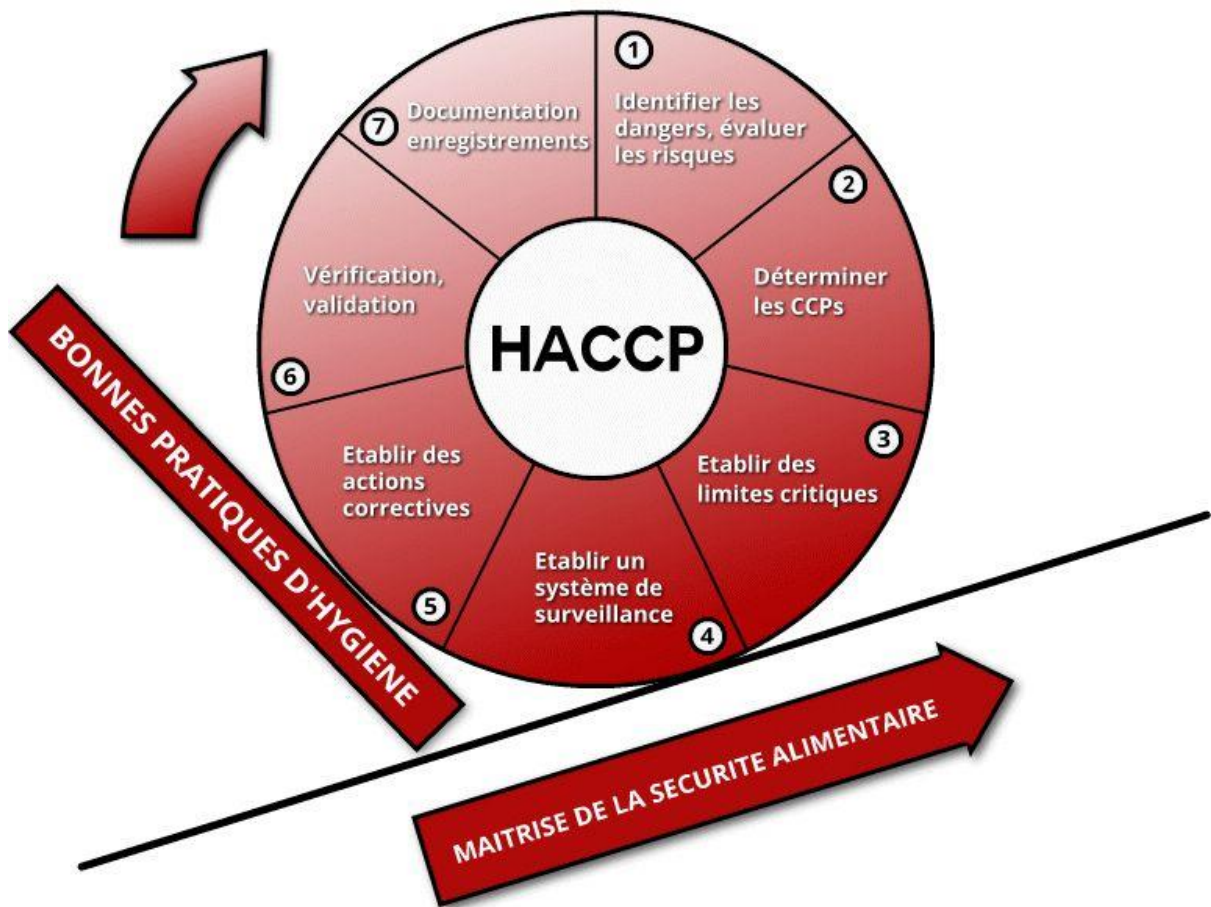 1
Identifier les
dangers, évaluer
les risques
2
Déterminer
les CCPs
3
Etablir des
limites critiques
4
Etablir un
système de
surveillance
5
Etablir des
actions
correctives
6
Vérification,
validation
7
Documentation
enregistrements
HACCP
BONNES PRATIQUES D'HYGIENE
MAITRISE DE LA SECURITE ALIMENTAIRE